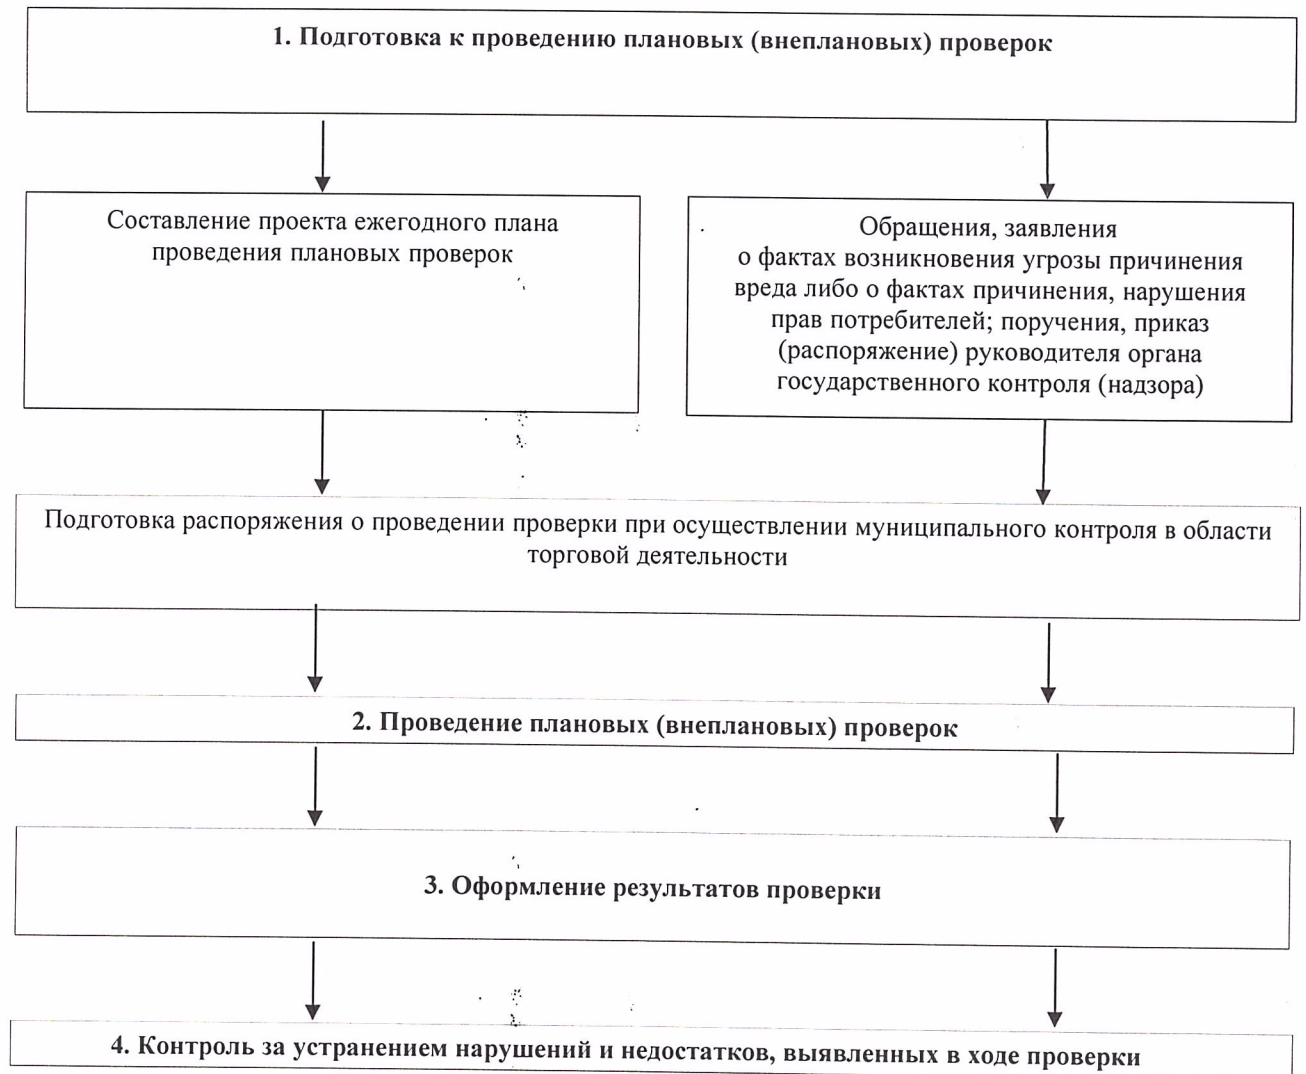 1. Подготовка к проведению плановых (внеплановых) проверок
Составление проекта ежегодного плана
проведения плановых проверок
Обращения, заявления
о фактах возникновения угрозы причинения
вреда либо о фактах причинения, нарушения
прав потребителей; поручения, приказ
(распоряжение) руководителя органа
государственного контроля (надзора)
Подготовка распоряжения о проведении проверки при осуществлении муниципального контроля в области
торговой деятельности
2. Проведение плановых (внеплановых) проверок
3. Оформление результатов проверки
4. Контроль за устранением нарушений и недостатков, выявленных в ходе проверки